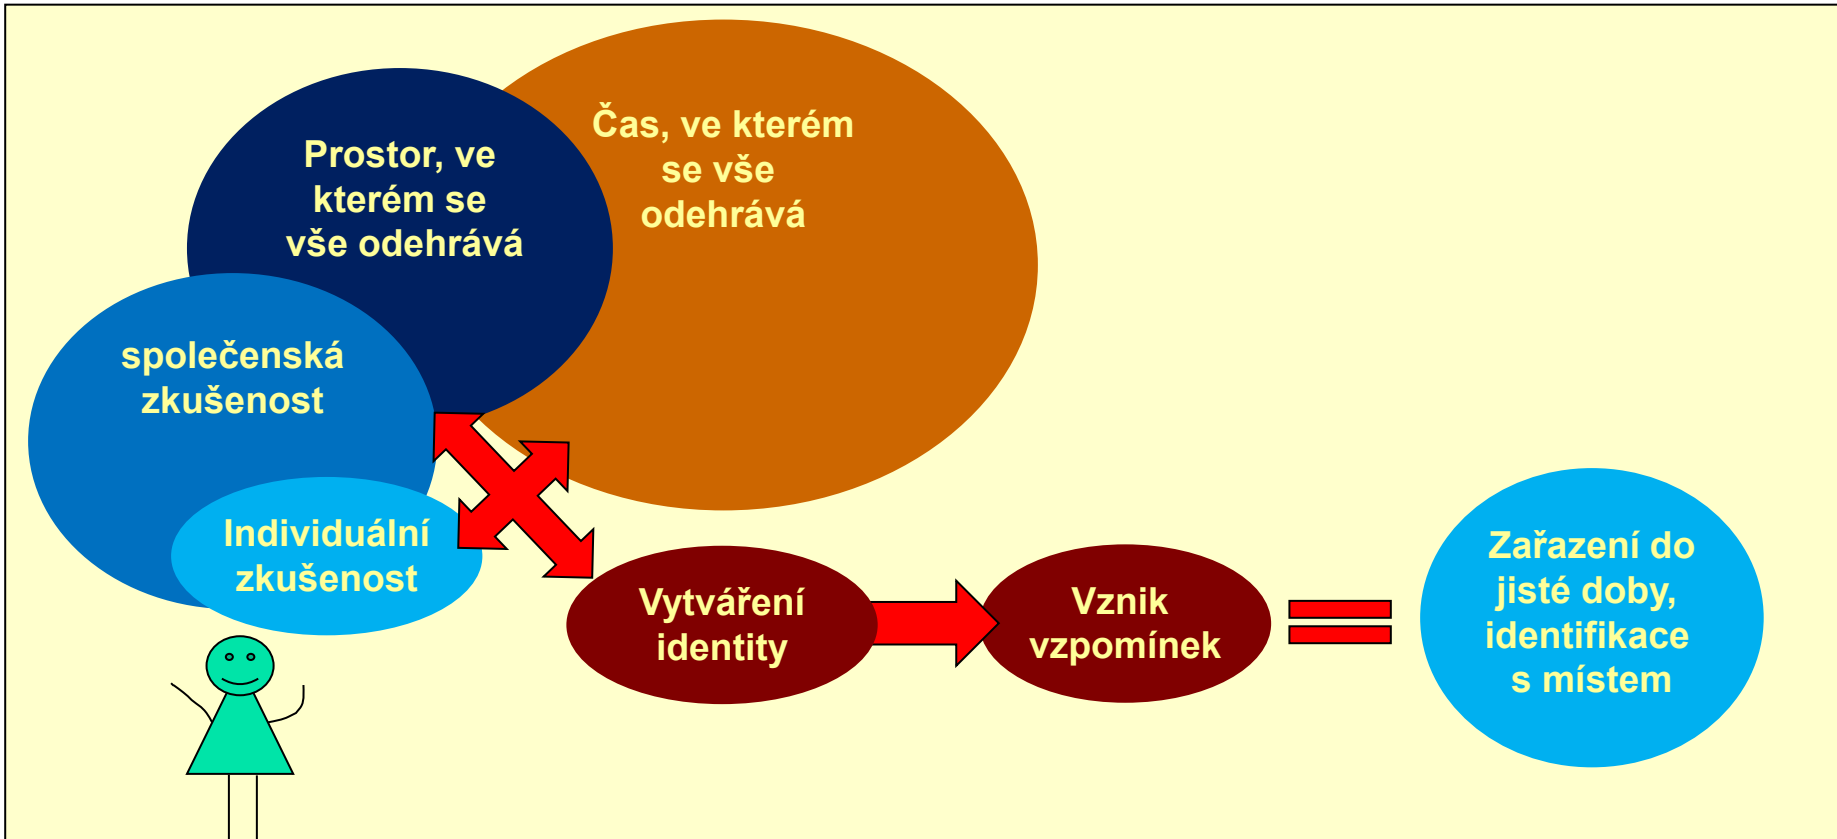 Prostor, ve
kterém se
vše odehrává
Čas, ve kterém
se vše
odehrává
společenská
zkušenost
Individuální
zkušenost
Vytváření
identity
Vznik
vzpomínek
Zařazení do
jisté doby,
identifikace
s místem